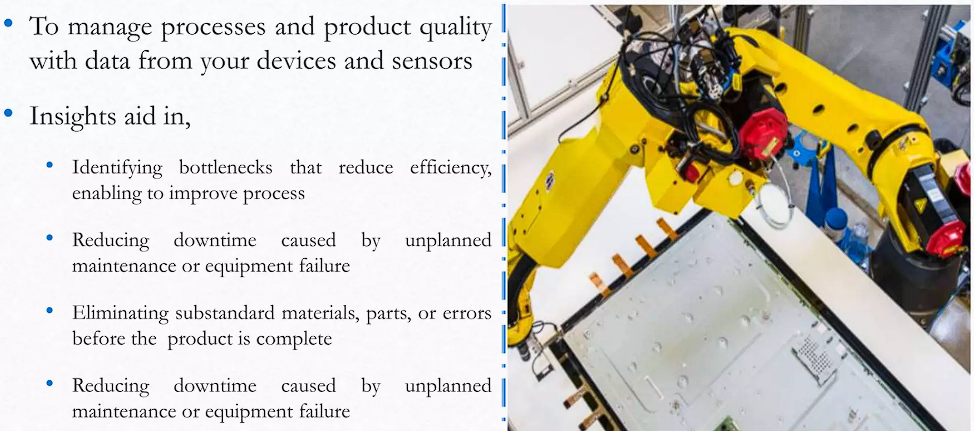 To manage processes and product quality
with data from your devices and sensors
Insights aid in,
Identifying bottlenecks that reduce efficiency,
enabling to improve process
Reducing downtime caused by unplanned
maintenance or equipment failure
Eliminating substandard materials, parts, or errors
before the product is complete
Reducing downtime caused by unplanned
maintenance or equipment failure